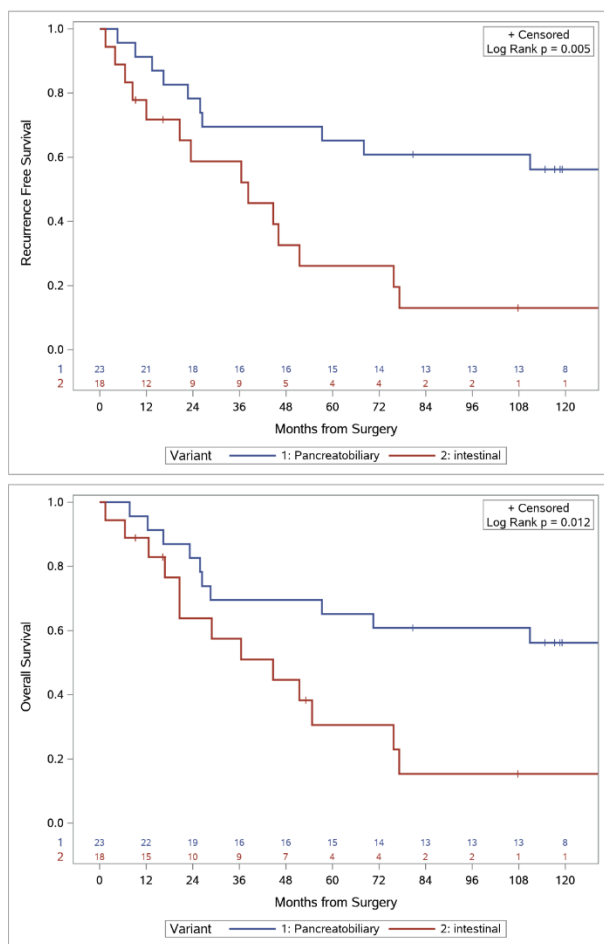 + Censored
Log Rank p = 0.005
1.0
0.8
0.6
0.4
0.2
0.0
Recurrence Free Survival
1 23 21 18 16 16 15 14 13 13 13 8
2 18 12 9 9 5 4 4 2 2 1 1
0 12 24 36 48 60 72 84 96 108 120
Months from Surgery
Variant 1: Pancreatobiliary 2: intestinal
+ Censored
Log Rank p = 0.012
1.0
0.8
0.6
0.4
0.2
0.0
Overall Survival
1 23 22 19 16 16 15 14 13 13 13 8
2 18 15 10 9 7 4 4 2 2 1 1
0 12 24 36 48 60 72 84 96 108 120
Months from Surgery
Variant 1: Pancreatobiliary 2: intestinal